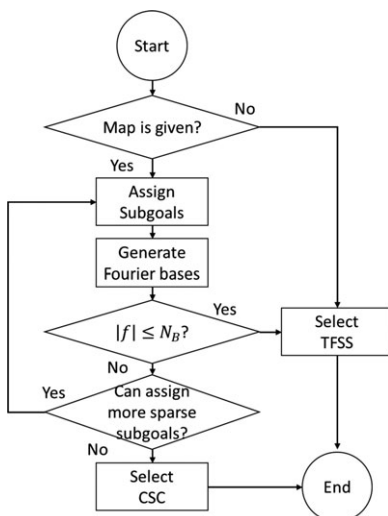 Start
No
Map is given?
Yes
Assign
Subgoals
Generate
Fourier bases
Yes
|f| ≤ N_B?
Select
TFSS
No
Yes
Can assign
more sparse
subgoals?
No
Select
CSC
End